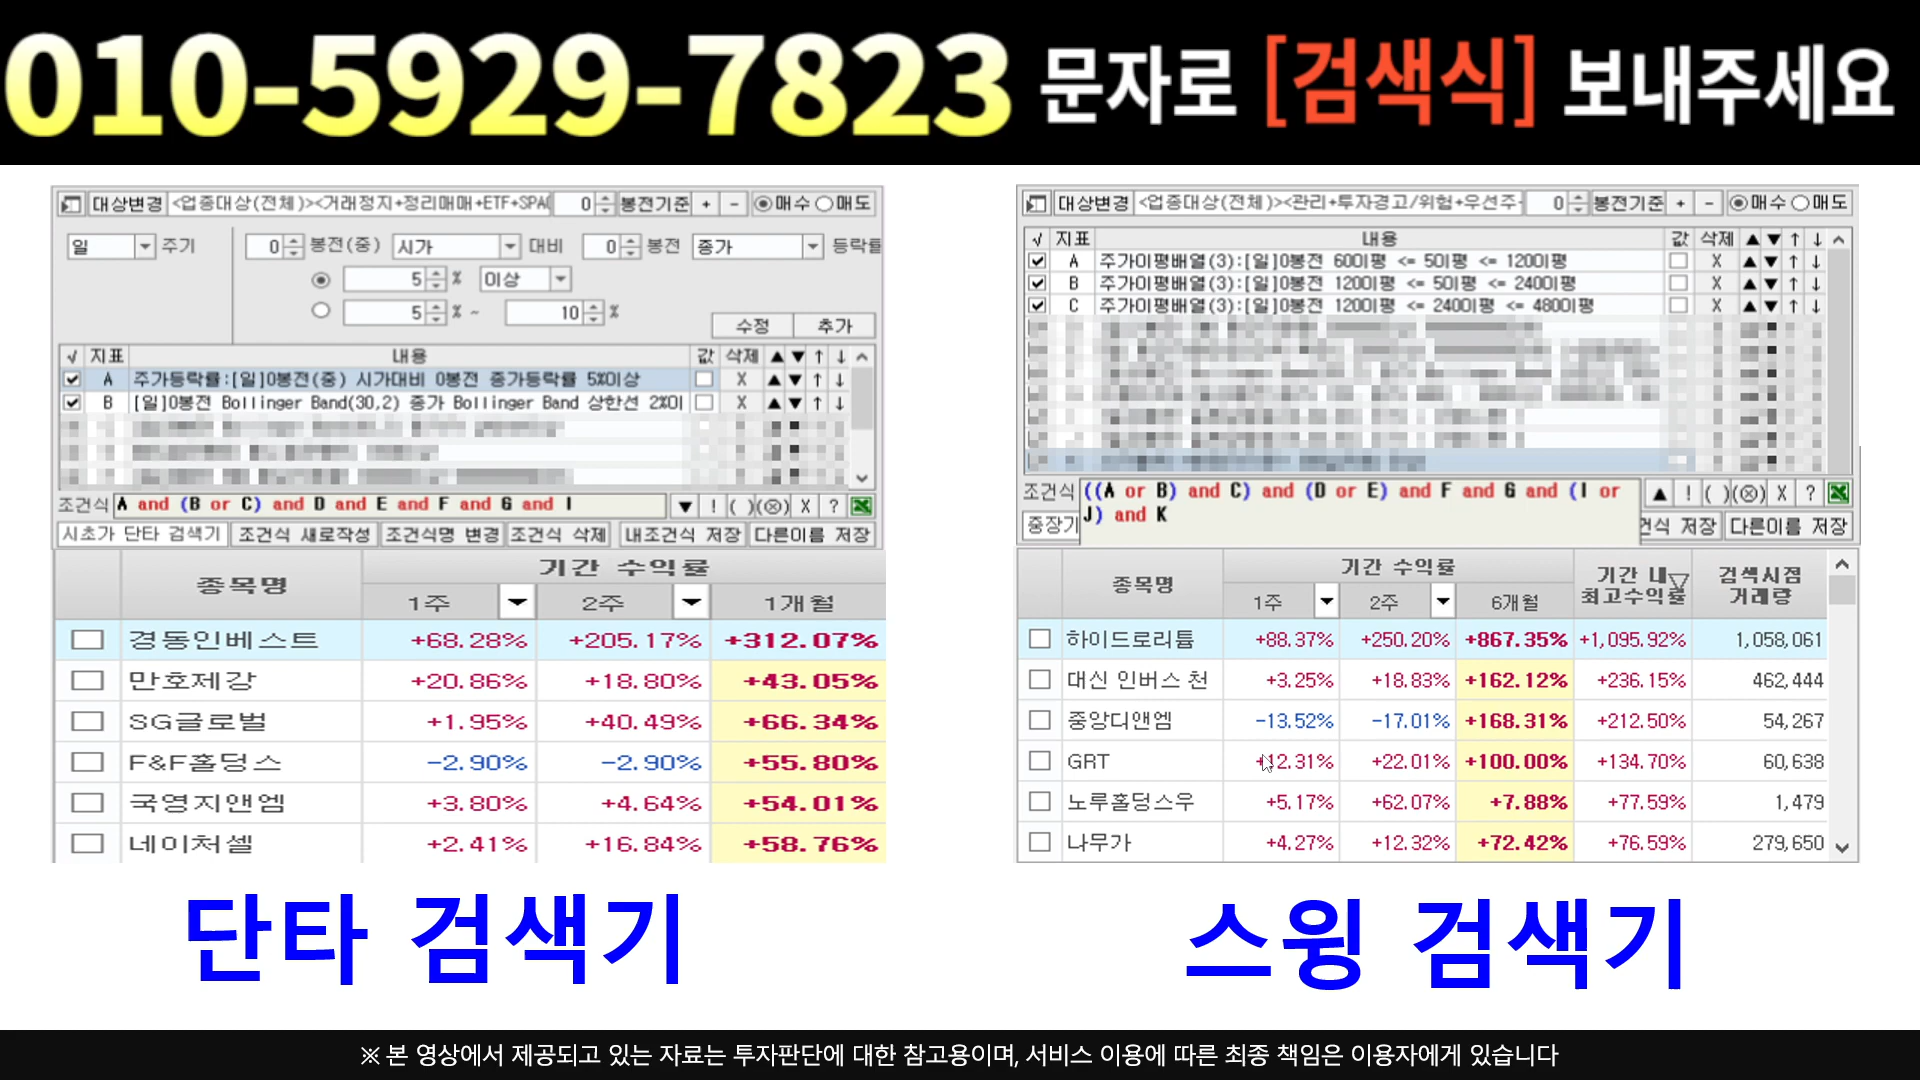 010-5929-7823 문자로 [검색식] 보내주세요
대상변경 <업종대상(전체)><거래정지+정리매매+ETF+SPA 0 봉전기준 + - 매수 매도
일 주기 0 봉전(중) 시가 대비 0 봉전 종가 등락률
5 % 이상
5 % ~ 10 %
수정 추가
√ 지표 내용 값 삭제 ▲ ▼ ↑ ↓
A 주가등락률:[일]0봉전(중) 시가대비 0봉전 종가등락률 5%이상 X ▲ ▼ ↑ ↓
B [일]0봉전 Bollinger Band(30,2) 종가 Bollinger Band 상한선 2%이 X ▲ ▼ ↑ ↓
조건식 A and (B or C) and D and E and F and G and I ▼ ! ( )(⊗) X ?
시초가 단타 검색기 조건식 새로작성 조건식명 변경 조건식 삭제 내조건식 저장 다른이름 저장
종목명 기간 수익률
1주 2주 1개월
경동인베스트 +68.28% +205.17% +312.07%
만호제강 +20.86% +18.80% +43.05%
SG글로벌 +1.95% +40.49% +66.34%
F&F홀딩스 -2.90% -2.90% +55.80%
국영지앤엠 +3.80% +4.64% +54.01%
네이처셀 +2.41% +16.84% +58.76%
단타 검색기
대상변경 <업종대상(전체)><관리+투자경고/위험+우선주+ 0 봉전기준 + - 매수 매도
√ 지표 내용 값 삭제 ▲ ▼ ↑ ↓
A 주가이평배열(3):[일]0봉전 60이평 <= 5이평 <= 120이평 X ▲ ▼ ↑ ↓
B 주가이평배열(3):[일]0봉전 120이평 <= 5이평 <= 240이평 X ▲ ▼ ↑ ↓
C 주가이평배열(3):[일]0봉전 120이평 <= 240이평 <= 480이평 X ▲ ▼ ↑ ↓
조건식 ((A or B) and C) and (D or E) and F and G and (I or ▲ ! ( )(⊗) X ?
J) and K
중장기 건식 저장 다른이름 저장
종목명 기간 수익률 기간 내 최고수익률 검색시점 거래량
1주 2주 6개월
하이드로리튬 +88.37% +250.20% +867.35% +1,095.92% 1,058,061
대신 인버스 천 +3.25% +18.83% +162.12% +236.15% 462,444
중앙디앤엠 -13.52% -17.01% +168.31% +212.50% 54,267
GRT +12.31% +22.01% +100.00% +134.70% 60,638
노루홀딩스우 +5.17% +62.07% +7.88% +77.59% 1,479
나무가 +4.27% +12.32% +72.42% +76.59% 279,650
스윙 검색기
※ 본 영상에서 제공되고 있는 자료는 투자판단에 대한 참고용이며, 서비스 이용에 따른 최종 책임은 이용자에게 있습니다